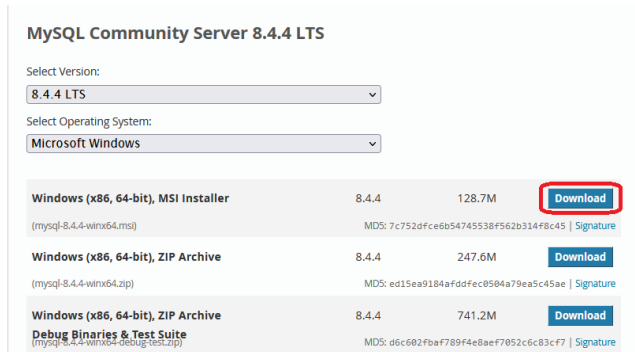 MySQL Community Server 8.4.4 LTS
Select Version:
8.4.4 LTS
Select Operating System:
Microsoft Windows
Windows (x86, 64-bit), MSI Installer 8.4.4 128.7M Download
(mysql-8.4.4-winx64.msi) MD5: 7c752dfce6b54745538f562b314f8c45 | Signature
Windows (x86, 64-bit), ZIP Archive 8.4.4 247.6M Download
(mysql-8.4.4-winx64.zip) MD5: ed15ea9184afddfec0504a79ea5c45ae | Signature
Windows (x86, 64-bit), ZIP Archive 8.4.4 741.2M Download
Debug Binaries & Test Suite
(mysql-8.4.4-winx64-debug-test.zip) MD5: d6c602fbaf789f4e8aef7052c6c83cf7 | Signature